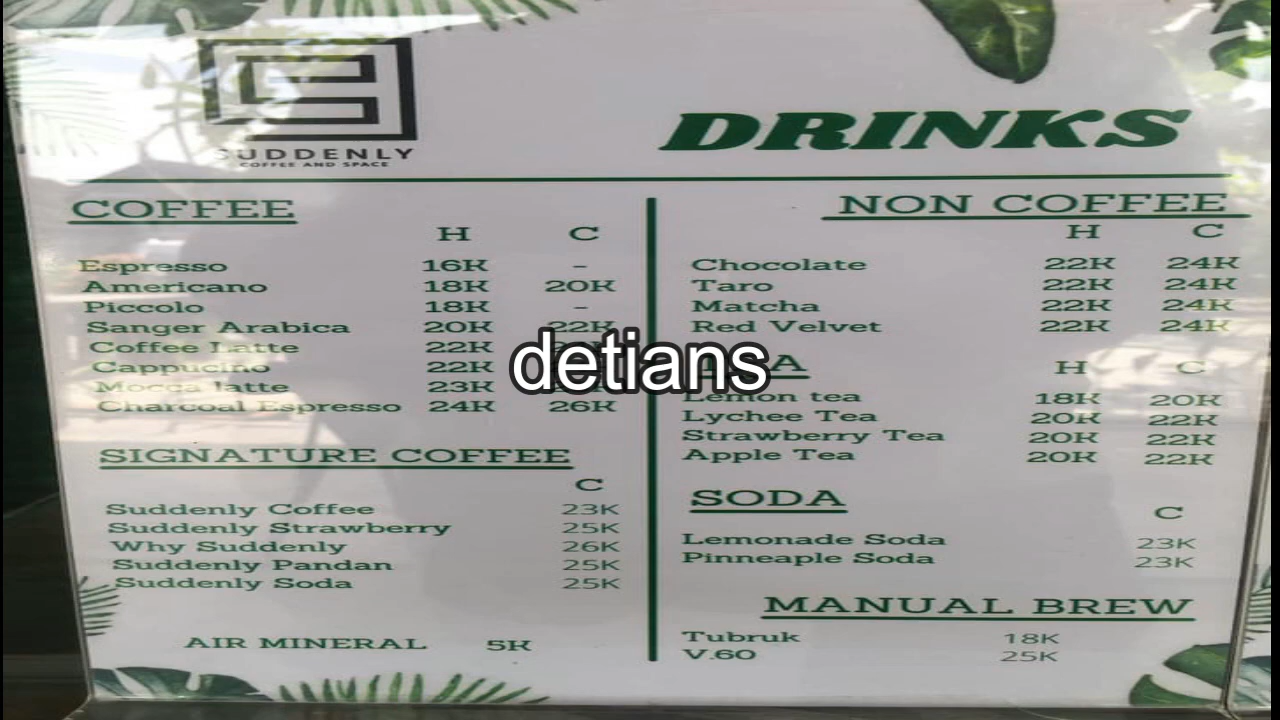 SUDDENLY
COFFEE AND SPACE
DRINKS
COFFEE
H C
Espresso 16K -
Americano 18K 20K
Piccolo 18K -
Sanger Arabica 20K 22K
Coffee Latte 22K
Cappucino 22K
Mocca latte 23K
Charcoal Espresso 24K 26K
SIGNATURE COFFEE
C
Suddenly Coffee 23K
Suddenly Strawberry 25K
Why Suddenly 26K
Suddenly Pandan 25K
Suddenly Soda 25K
AIR MINERAL 5K
NON COFFEE
H C
Chocolate 22K 24K
Taro 22K 24K
Matcha 22K 24K
Red Velvet 22K 24K
detians
H C
Lemon tea 18K 20K
Lychee Tea 20K 22K
Strawberry Tea 20K 22K
Apple Tea 20K 22K
SODA
C
Lemonade Soda 23K
Pinneaple Soda 23K
MANUAL BREW
Tubruk 18K
V.60 25K